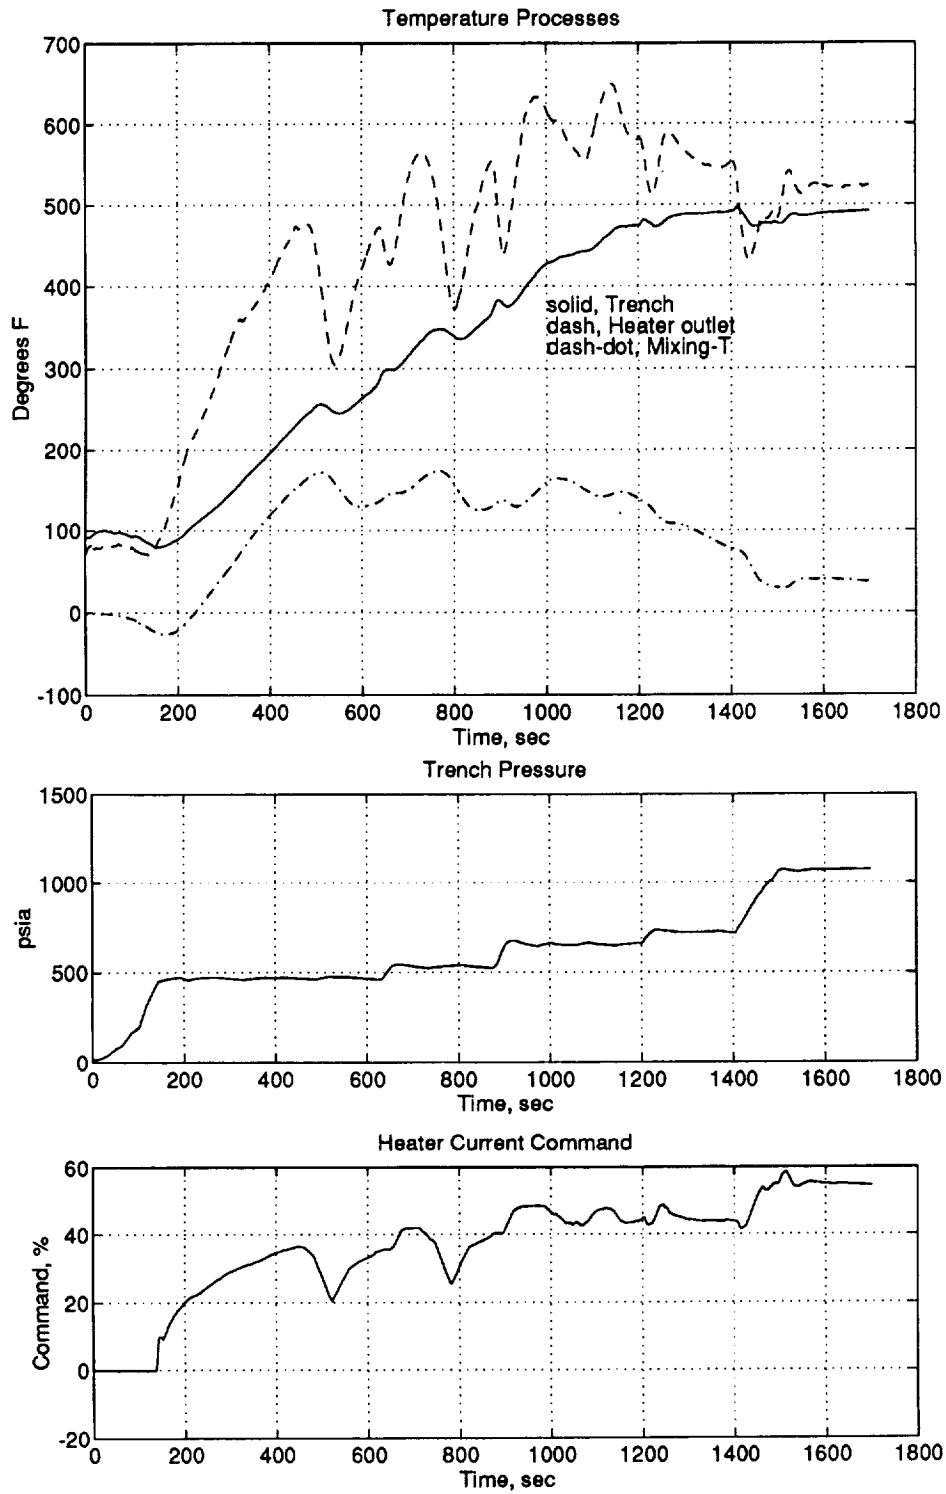 Temperature Processes
700
600
500
400
300
200
100
0
-100
Degrees F
solid, Trench
dash, Heater outlet
dash-dot, Mixing-T
0 200 400 600 800 1000 1200 1400 1600 1800
Time, sec
Trench Pressure
1500
1000
500
0
psia
0 200 400 600 800 1000 1200 1400 1600 1800
Time, sec
Heater Current Command
60
40
20
0
-20
Command, %
0 200 400 600 800 1000 1200 1400 1600 1800
Time, sec